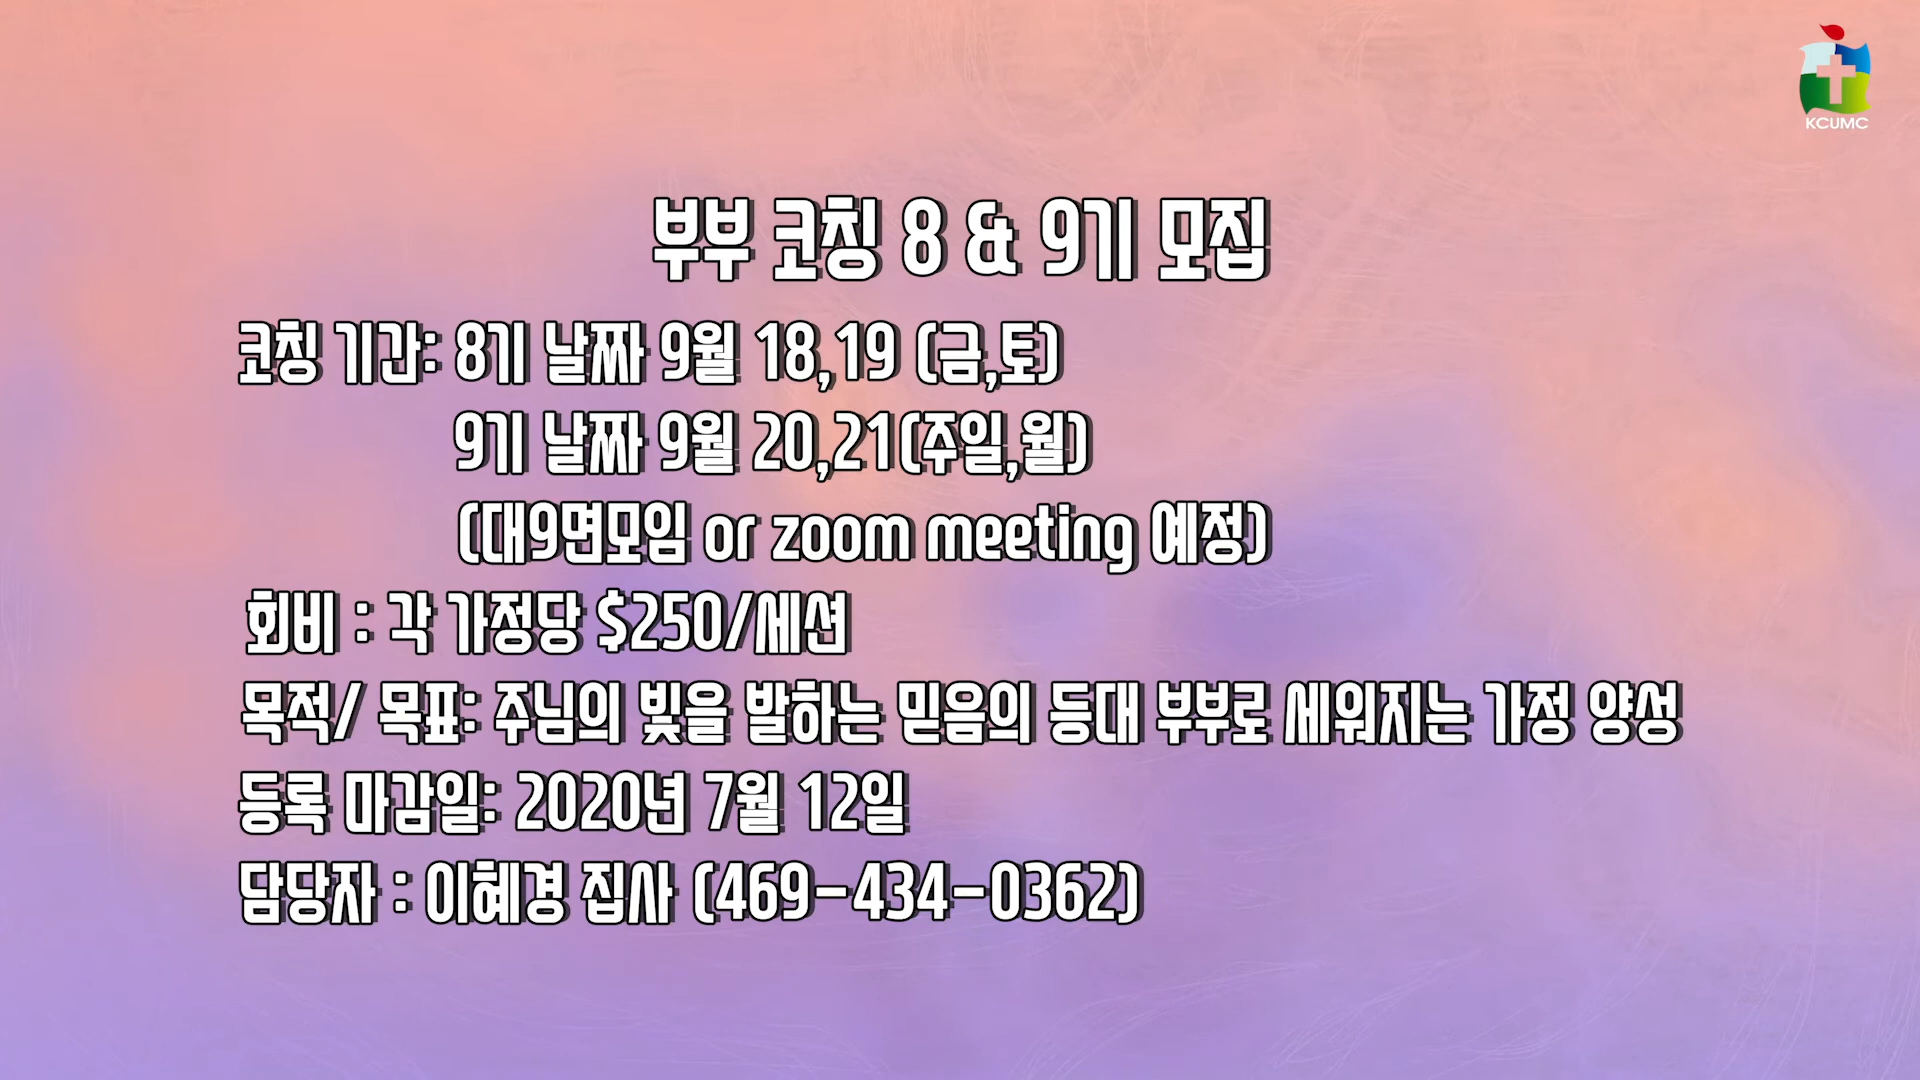 KCUMC
부부 코칭 8 & 9기 모집
코칭 기간: 8기 날짜 9월 18,19 (금,토)
9기 날짜 9월 20,21(주일,월)
(대9면모임 or zoom meeting 예정)
회비 : 각 가정당 $250/세션
목적/ 목표: 주님의 빛을 발하는 믿음의 등대 부부로 세워지는 가정 양성
등록 마감일: 2020년 7월 12일
담당자 : 이혜경 집사 (469-434-0362)